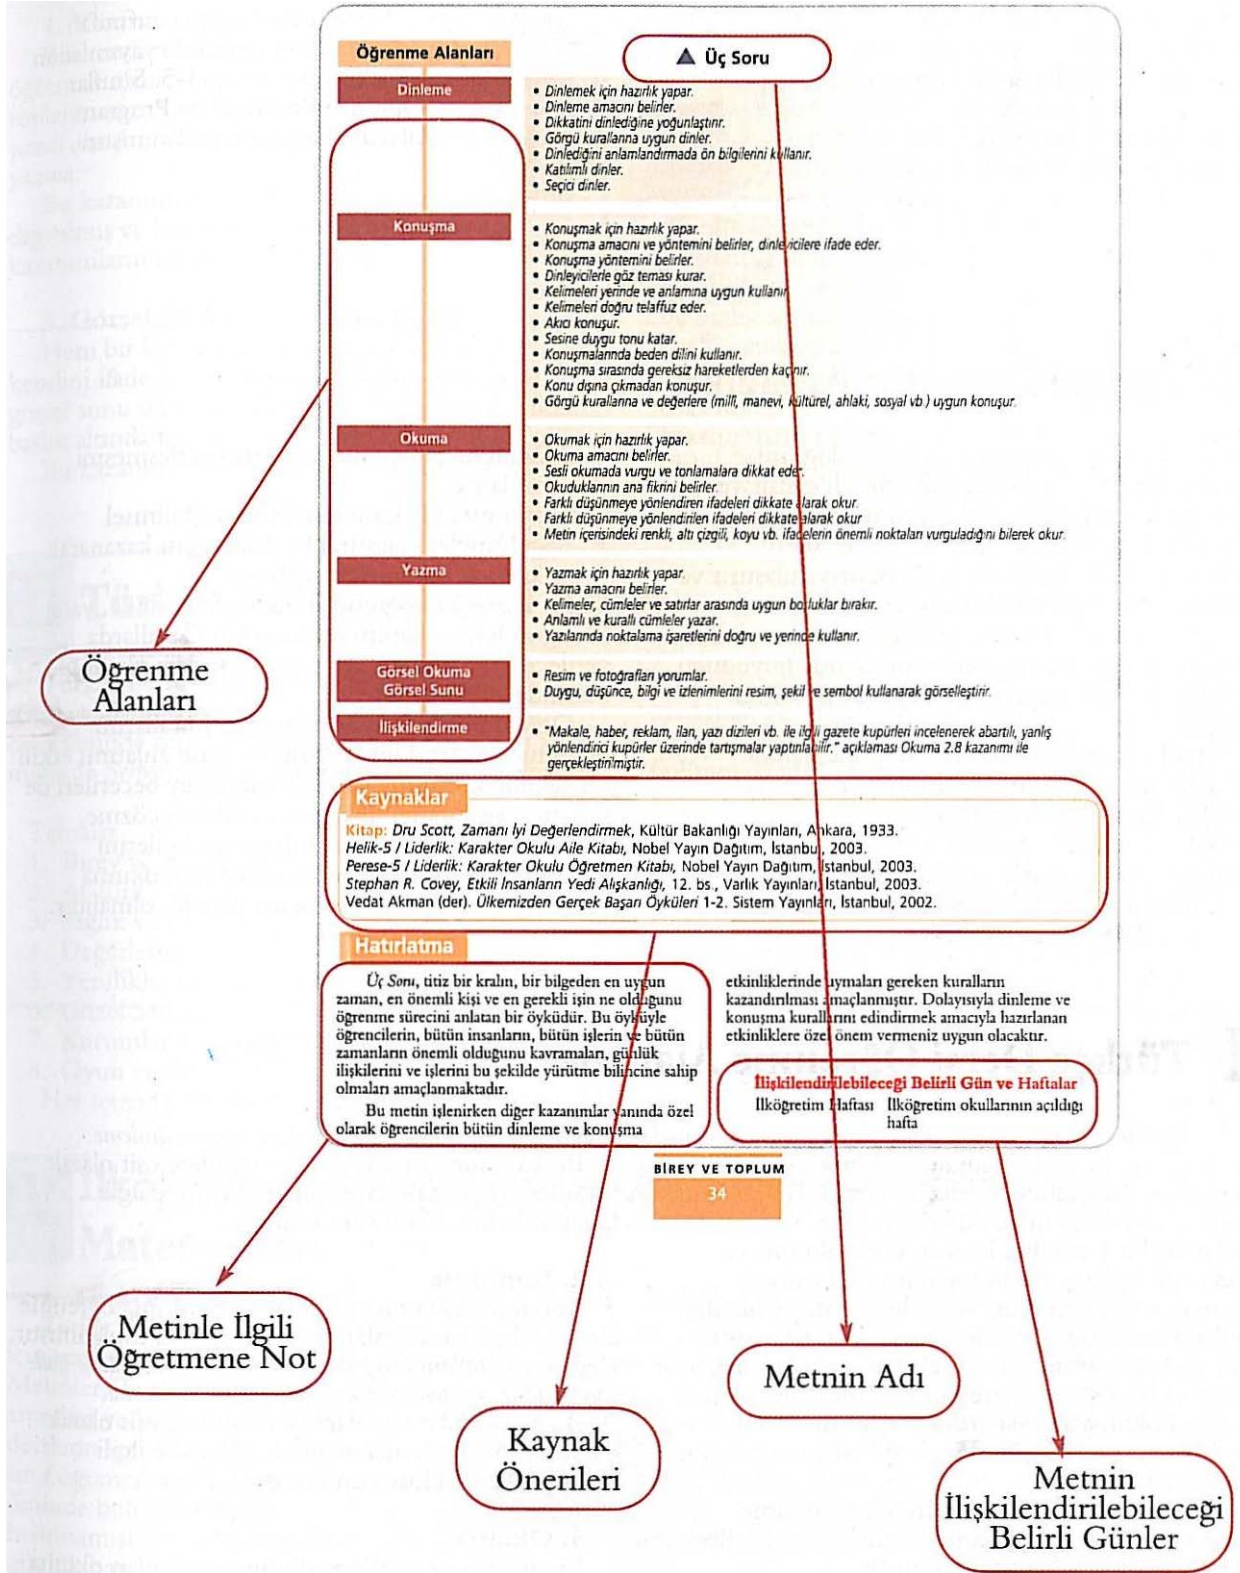 Öğrenme Alanları
Üç Soru
Dinleme
• Dinlemek için hazırlık yapar.
• Dinleme amacını belirler.
• Dikkatini dinlediğine yoğunlaştırır.
• Görgü kurallarına uygun dinler.
• Dinlediğini anlamlandırmada ön bilgilerini kullanır.
• Katılımlı dinler.
• Seçici dinler.
Konuşma
• Konuşmak için hazırlık yapar.
• Konuşma amacını ve yöntemini belirler, dinleyicilere ifade eder.
• Konuşma yöntemini belirler.
• Dinleyicilerle göz teması kurar.
• Kelimeleri yerinde ve anlamına uygun kullanır
• Kelimeleri doğru telaffuz eder.
• Akıcı konuşur.
• Sesine duygu tonu katar.
• Konuşmalarında beden dilini kullanır.
• Konuşma sırasında gereksiz hareketlerden kaçınır.
• Konu dışına çıkmadan konuşur.
• Görgü kurallarına ve değerlere (millî, manevi, kültürel, ahlaki, sosyal vb.) uygun konuşur.
Okuma
• Okumak için hazırlık yapar.
• Okuma amacını belirler.
• Sesli okumada vurgu ve tonlamalara dikkat eder.
• Okuduklarının ana fikrini belirler.
• Farklı düşünmeye yönlendiren ifadeleri dikkate alarak okur.
• Farklı düşünmeye yönlendirilen ifadeleri dikkate alarak okur
• Metin içerisindeki renkli, altı çizgili, koyu vb. ifadelerin önemli noktaları vurguladığını bilerek okur.
Yazma
• Yazmak için hazırlık yapar.
• Yazma amacını belirler.
• Kelimeler, cümleler ve satırlar arasında uygun boşluklar bırakır.
• Anlamlı ve kurallı cümleler yazar.
• Yazılarında noktalama işaretlerini doğru ve yerinde kullanır.
Görsel Okuma
Görsel Sunu
• Resim ve fotoğrafları yorumlar.
• Duygu, düşünce, bilgi ve izlenimlerini resim, şekil ve sembol kullanarak görselleştirir.
İlişkilendirme
• "Makale, haber, reklam, ilan, yazı dizileri vb. ile ilgili gazete kupürleri incelenerek abartılı, yanlış
yönlendirici kupürler üzerinde tartışmalar yaptırılabilir." açıklaması Okuma 2.8 kazanımı ile
gerçekleştirilmiştir.
Öğrenme
Alanları
Kaynaklar
Kitap: Dru Scott, Zamanı İyi Değerlendirmek, Kültür Bakanlığı Yayınları, Ankara, 1933.
Helik-5 / Liderlik: Karakter Okulu Aile Kitabı, Nobel Yayın Dağıtım, İstanbul, 2003.
Perese-5 / Liderlik: Karakter Okulu Öğretmen Kitabı, Nobel Yayın Dağıtım, İstanbul, 2003.
Stephan R. Covey, Etkili İnsanların Yedi Alışkanlığı, 12. bs., Varlık Yayınları, İstanbul, 2003.
Vedat Akman (der). Ülkemizden Gerçek Başarı Öyküleri 1-2. Sistem Yayınları, İstanbul, 2002.
Hatırlatma
Üç Soru, titiz bir kralın, bir bilgeden en uygun
zaman, en önemli kişi ve en gerekli işin ne olduğunu
öğrenme sürecini anlatan bir öyküdür. Bu öyküyle
öğrencilerin, bütün insanların, bütün işlerin ve bütün
zamanların önemli olduğunu kavramaları, günlük
ilişkilerini ve işlerini bu şekilde yürütme bilincine sahip
olmaları amaçlanmaktadır.
Bu metin işlenirken diğer kazanımlar yanında özel
olarak öğrencilerin bütün dinleme ve konuşma
etkinliklerinde uymaları gereken kuralların
kazandırılması amaçlanmıştır. Dolayısıyla dinleme ve
konuşma kurallarını edindirmek amacıyla hazırlanan
etkinliklere özel önem vermeniz uygun olacaktır.
İlişkilendirilebileceği Belirli Gün ve Haftalar
İlköğretim Haftası İlköğretim okullarının açıldığı
hafta
BİREY VE TOPLUM
34
Metinle İlgili
Öğretmene Not
Kaynak
Önerileri
Metnin Adı
Metnin
İlişkilendirilebileceği
Belirli Günler